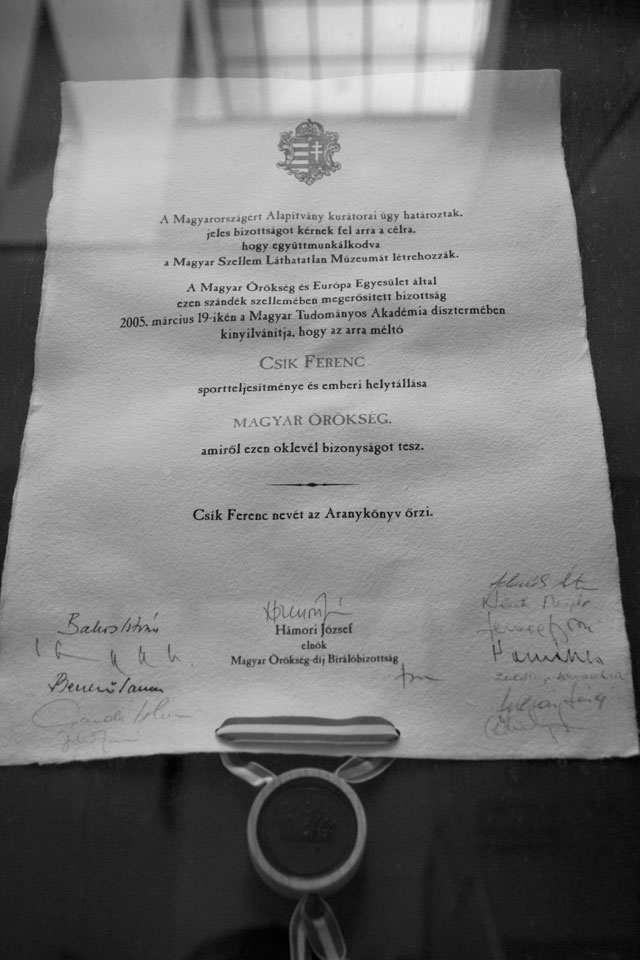 A Magyarországért Alapítvány kurátorai úgy határoztak,
jeles bizottságot kérnek fel arra a célra,
hogy együttmunkálkodva
a Magyar Szellem Láthatatlan Múzeumát létrehozzák.
A Magyar Örökség és Európa Egyesület által
ezen szándék szellemében megerősített bizottság
2005. március 19-ikén a Magyar Tudományos Akadémia dísztermében
kinyilvánítja, hogy az arra méltó
CSÍK FERENC
sportteljesítménye és emberi helytállása
MAGYAR ÖRÖKSÉG,
amiről ezen oklevél bizonyságot tesz.
Csík Ferenc nevét az Aranykönyv őrzi.
Bakos István
Hámori József
elnök
Magyar Örökség-díj Bírálóbizottság